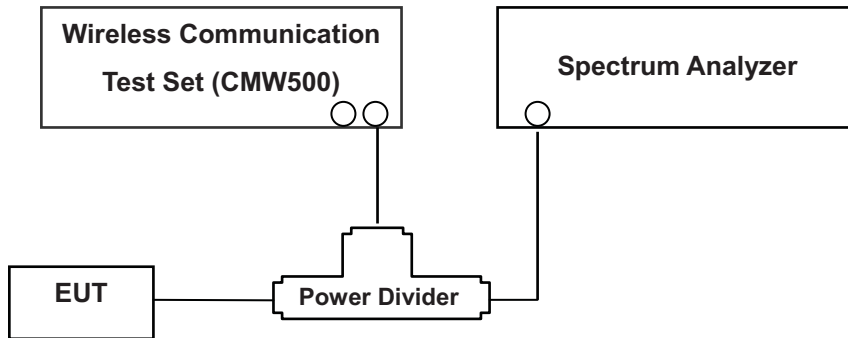 Wireless Communication
Test Set (CMW500)
Spectrum Analyzer
EUT
Power Divider